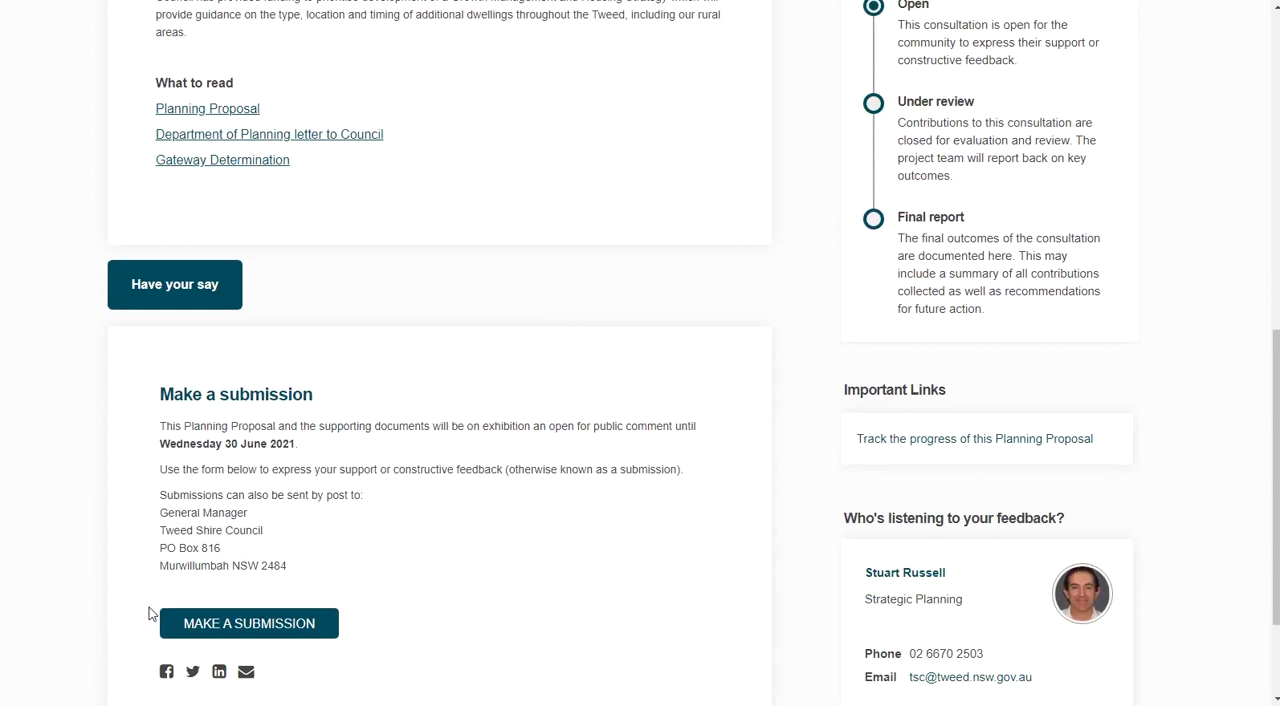 provide guidance on the type, location and timing of additional dwellings throughout the Tweed, including our rural
areas.
What to read
Planning Proposal
Department of Planning letter to Council
Gateway Determination
Have your say
Make a submission
This Planning Proposal and the supporting documents will be on exhibition an open for public comment until
Wednesday 30 June 2021.
Use the form below to express your support or constructive feedback (otherwise known as a submission).
Submissions can also be sent by post to:
General Manager
Tweed Shire Council
PO Box 816
Murwillumbah NSW 2484
MAKE A SUBMISSION
Open
This consultation is open for the
community to express their support or
constructive feedback.
Under review
Contributions to this consultation are
closed for evaluation and review. The
project team will report back on key
outcomes.
Final report
The final outcomes of the consultation
are documented here. This may
include a summary of all contributions
collected as well as recommendations
for future action.
Important Links
Track the progress of this Planning Proposal
Who's listening to your feedback?
Stuart Russell
Strategic Planning
Phone 02 6670 2503
Email tsc@tweed.nsw.gov.au